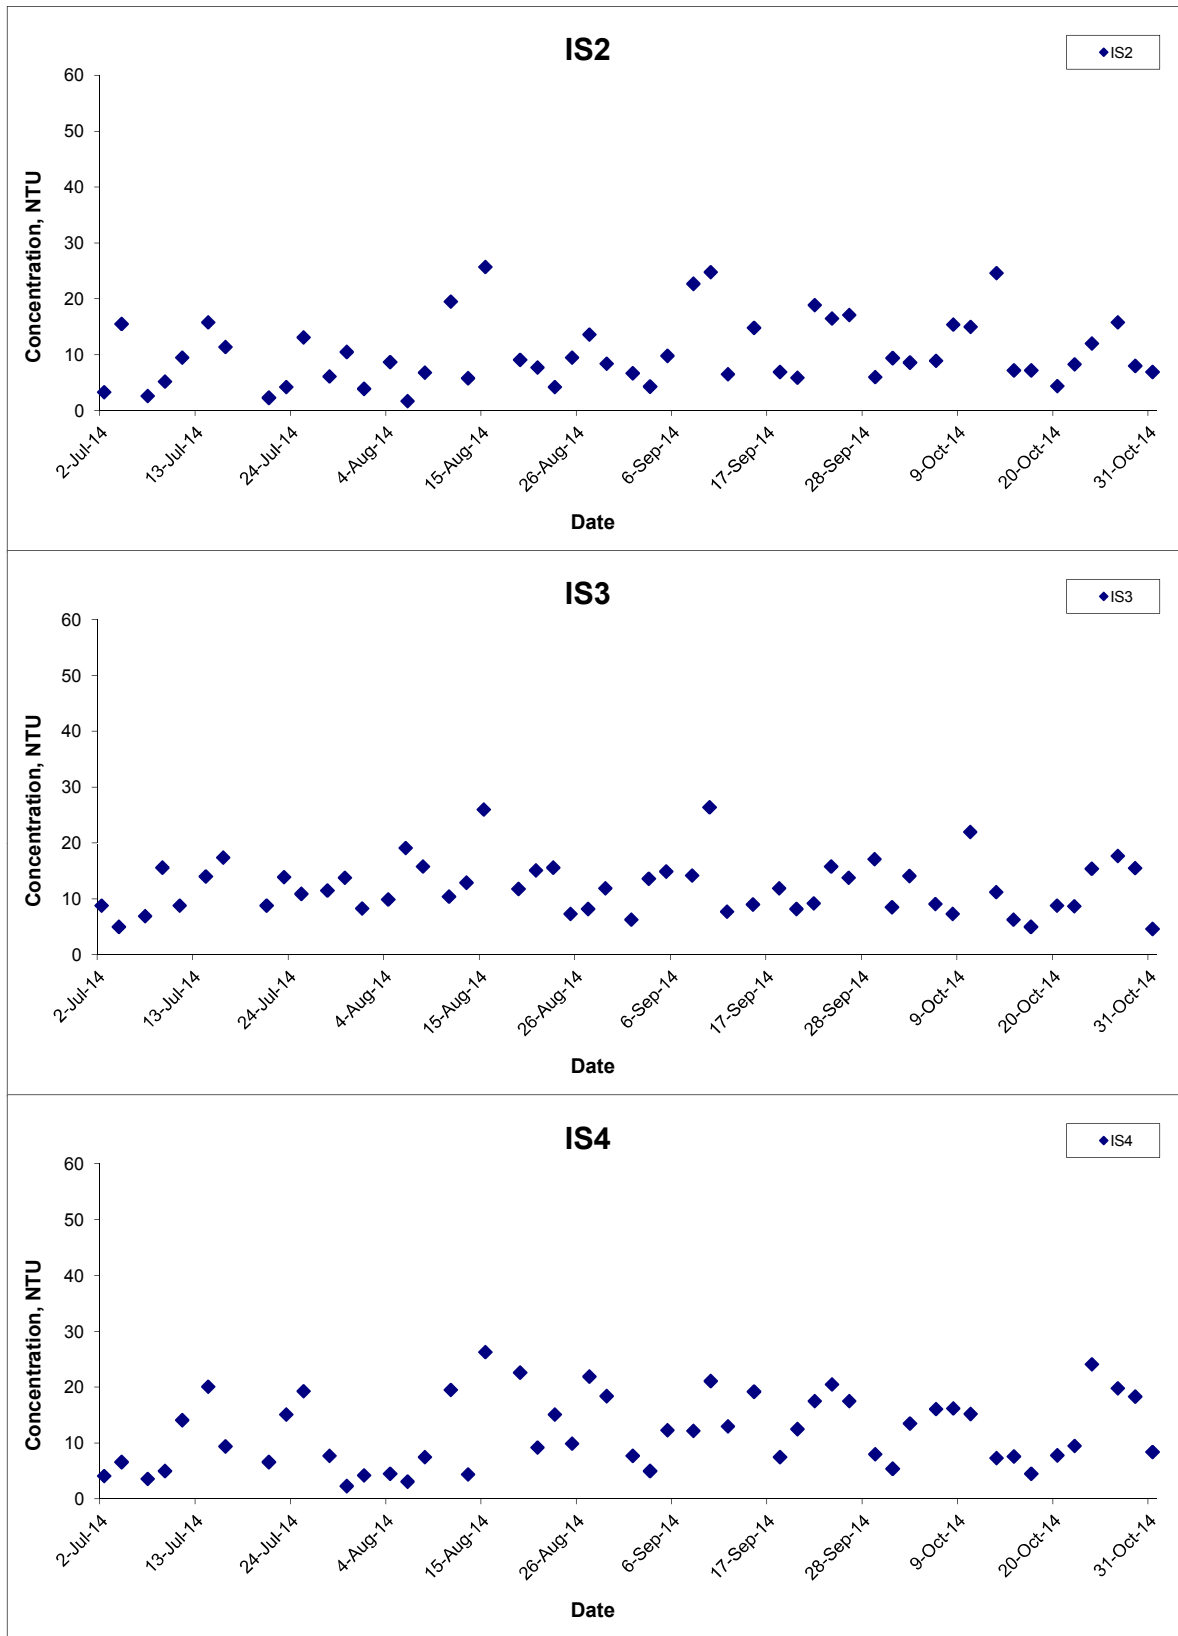 IS2
IS2
60
50
40
30
20
10
0
Concentration, NTU
2-Jul-14
13-Jul-14
24-Jul-14
4-Aug-14
15-Aug-14
26-Aug-14
6-Sep-14
17-Sep-14
28-Sep-14
9-Oct-14
20-Oct-14
31-Oct-14
Date
IS3
IS3
60
50
40
30
20
10
0
Concentration, NTU
2-Jul-14
13-Jul-14
24-Jul-14
4-Aug-14
15-Aug-14
26-Aug-14
6-Sep-14
17-Sep-14
28-Sep-14
9-Oct-14
20-Oct-14
31-Oct-14
Date
IS4
IS4
60
50
40
30
20
10
0
Concentration, NTU
2-Jul-14
13-Jul-14
24-Jul-14
4-Aug-14
15-Aug-14
26-Aug-14
6-Sep-14
17-Sep-14
28-Sep-14
9-Oct-14
20-Oct-14
31-Oct-14
Date